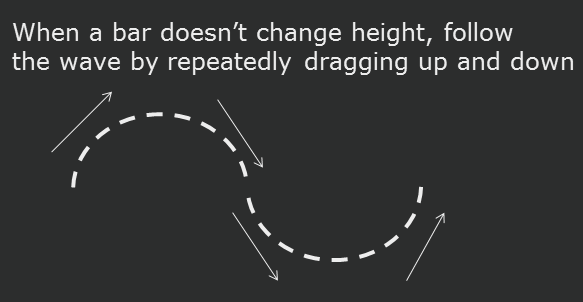 When a bar doesn’t change height, follow
the wave by repeatedly dragging up and down